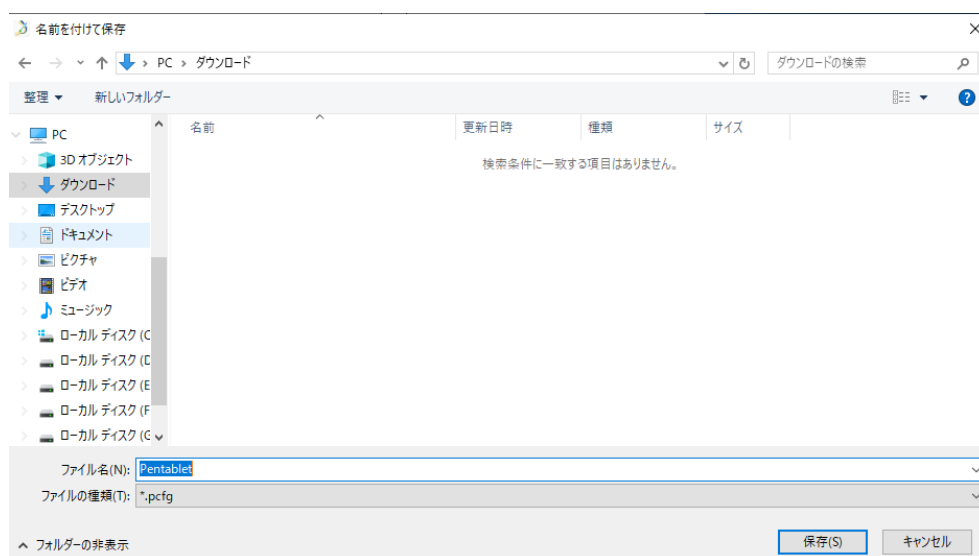 名前を付けて保存
PC › ダウンロード
ダウンロードの検索
整理
新しいフォルダー
名前
更新日時
種類
サイズ
検索条件に一致する項目はありません。
PC
3D オブジェクト
ダウンロード
デスクトップ
ドキュメント
ピクチャ
ビデオ
ミュージック
ローカル ディスク (C
ローカル ディスク (D
ローカル ディスク (E
ローカル ディスク (F
ローカル ディスク (G
ファイル名(N): Pentablet
ファイルの種類(T): *.pcfg
フォルダーの非表示
保存(S)
キャンセル